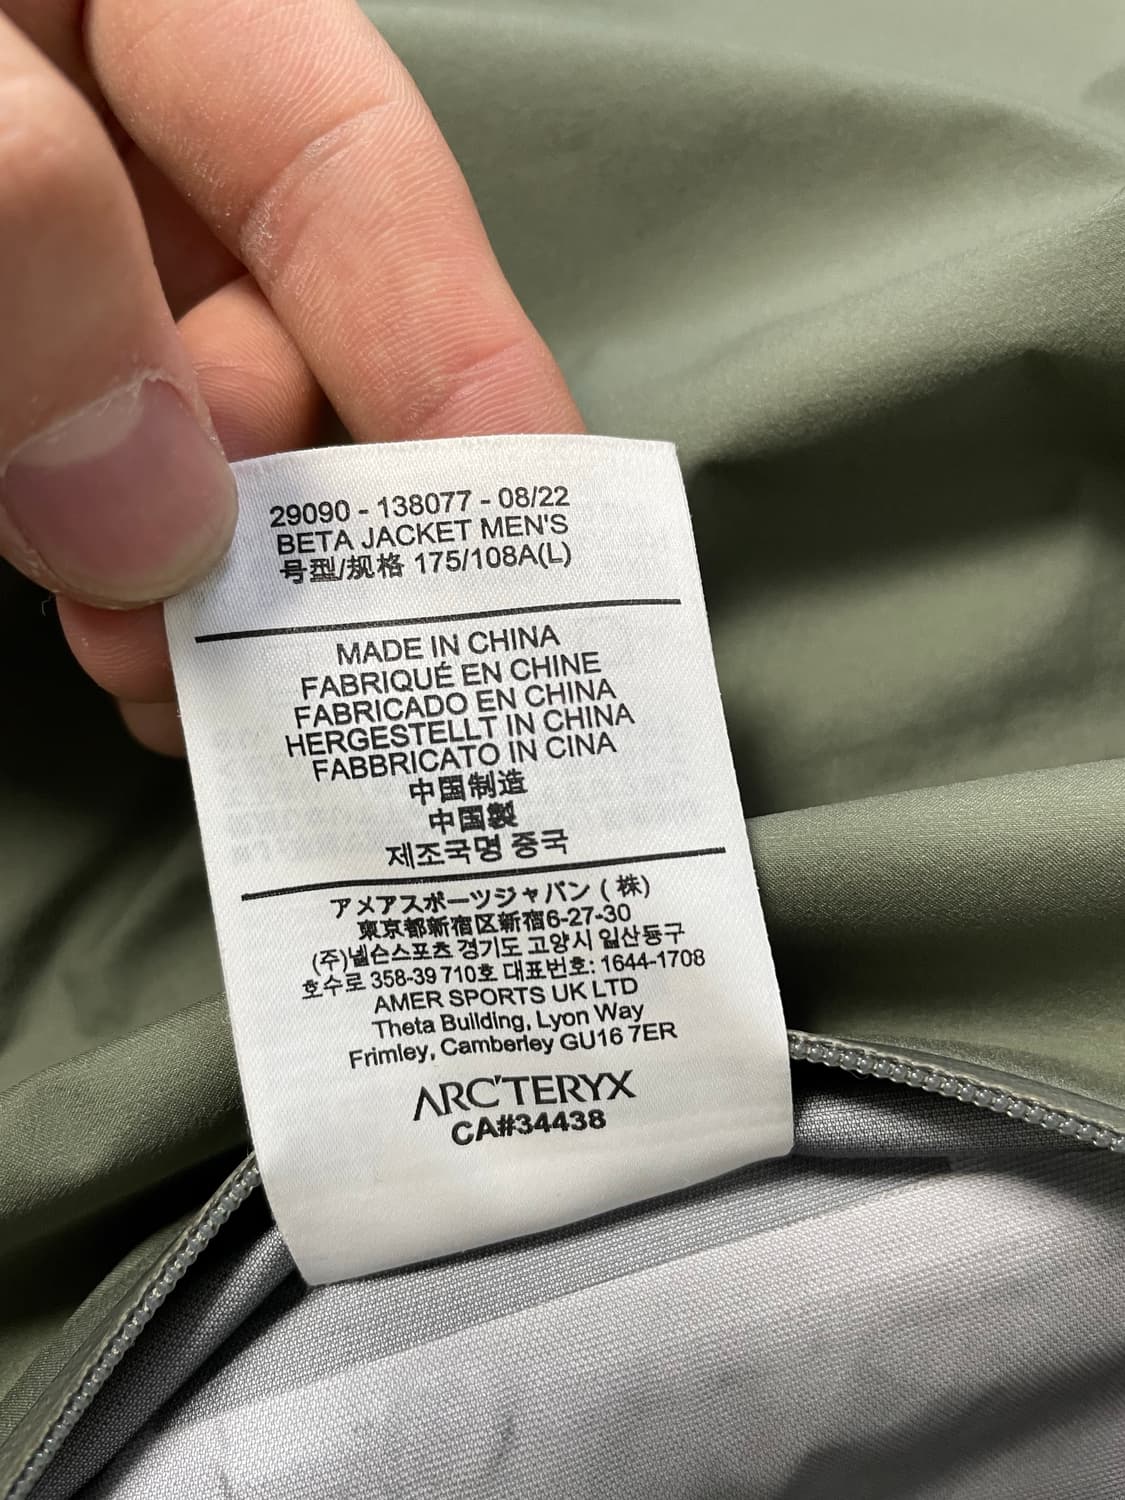 29090 - 138077 - 08/22
BETA JACKET MEN'S
号型/规格 175/108A(L)
MADE IN CHINA
FABRIQUÉ EN CHINE
FABRICADO EN CHINA
HERGESTELLT IN CHINA
FABBRICATO IN CINA
中国制造
中国製
제조국명 중국
アメアスポーツジャパン ( 株)
東京都新宿区新宿6-27-30
(주)넬슨스포츠 경기도 고양시 일산동구
호수로 358-39 710호 대표번호: 1644-1708
AMER SPORTS UK LTD
Theta Building, Lyon Way
Frimley, Camberley GU16 7ER
ARC'TERYX
CA#34438